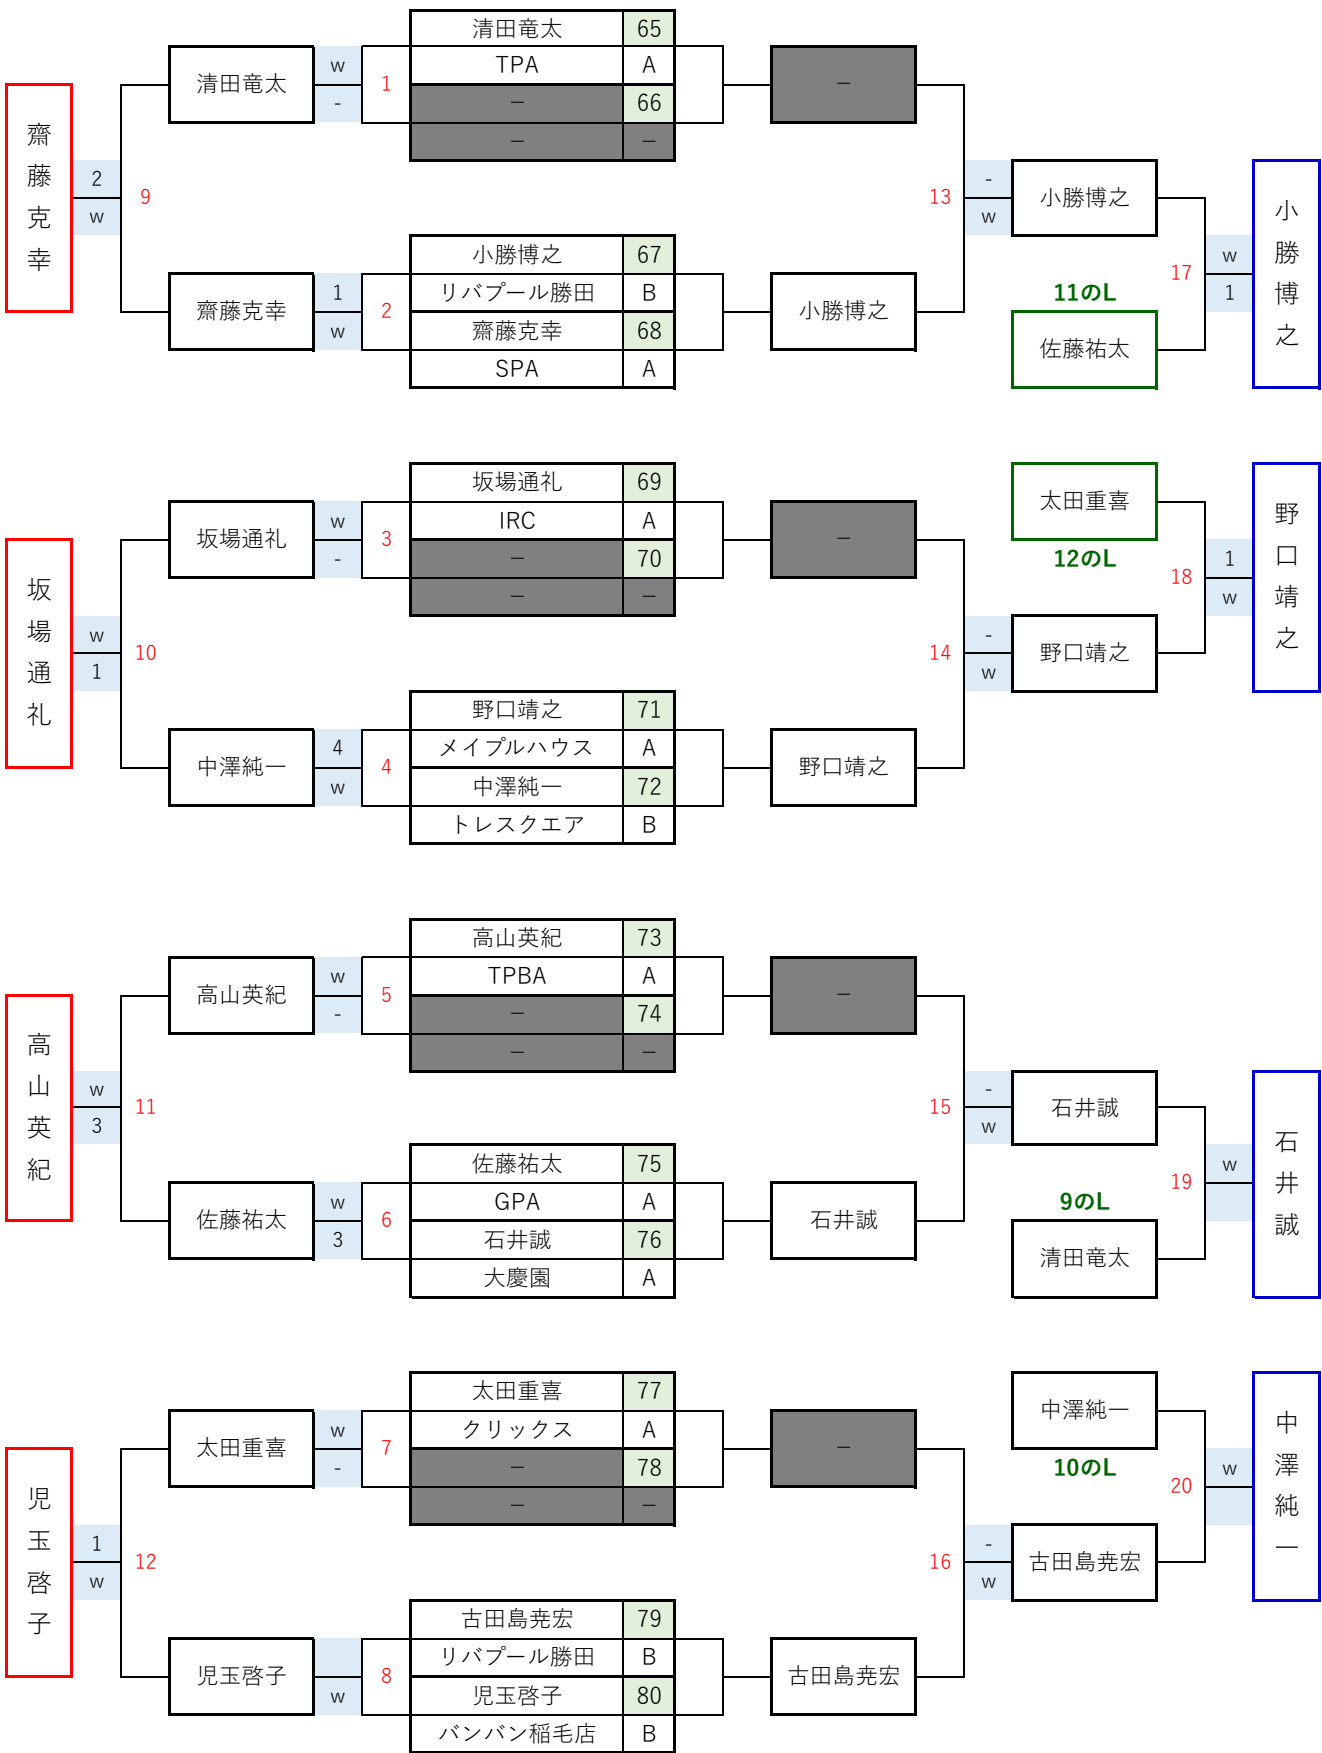 清田竜太 65
TPA A
－ 66
－ －
清田竜太
w
-
1
－
齋藤克幸
2
w
9
13
-
w
小勝博之
小勝博之
17
w
1
小勝博之 67
リバプール勝田 B
齋藤克幸 68
SPA A
齋藤克幸
1
w
2
小勝博之
11のL
佐藤祐太
坂場通礼 69
IRC A
－ 70
－ －
坂場通礼
w
-
3
－
太田重喜
12のL
野口靖之
18
1
w
坂場通礼
w
1
10
14
-
w
野口靖之
野口靖之 71
メイプルハウス A
中澤純一 72
トレスクエア B
中澤純一
4
w
4
野口靖之
高山英紀 73
TPBA A
－ 74
－ －
高山英紀
w
-
5
－
高山英紀
w
3
11
15
-
w
石井誠
石井誠
19
w
佐藤祐太 75
GPA A
石井誠 76
大慶園 A
佐藤祐太
w
3
6
石井誠
9のL
清田竜太
太田重喜 77
クリックス A
－ 78
－ －
太田重喜
w
-
7
－
中澤純一
10のL
中澤純一
20
w
児玉啓子
1
w
12
16
-
w
古田島尭宏
古田島尭宏 79
リバプール勝田 B
児玉啓子 80
バンバン稲毛店 B
児玉啓子
w
8
古田島尭宏